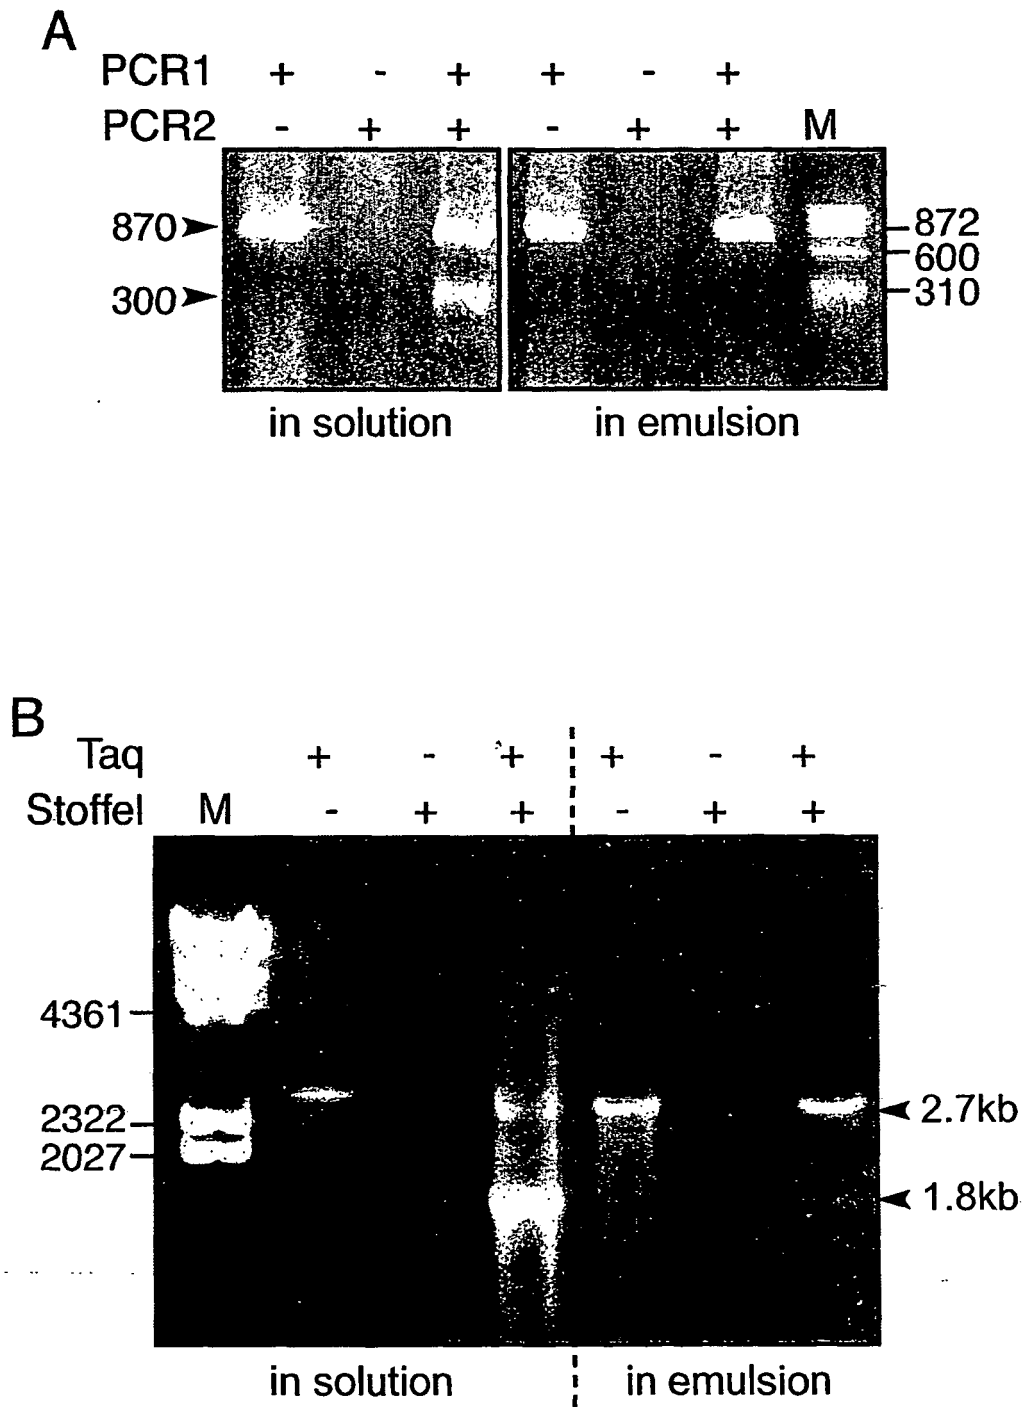 A
PCR1 + - + + - +
PCR2 - + + - + + M
870 872
600
300 310
in solution in emulsion
B
Taq + - + + - +
Stoffel M - + + - + +
4361
2322 2.7kb
2027
1.8kb
in solution in emulsion